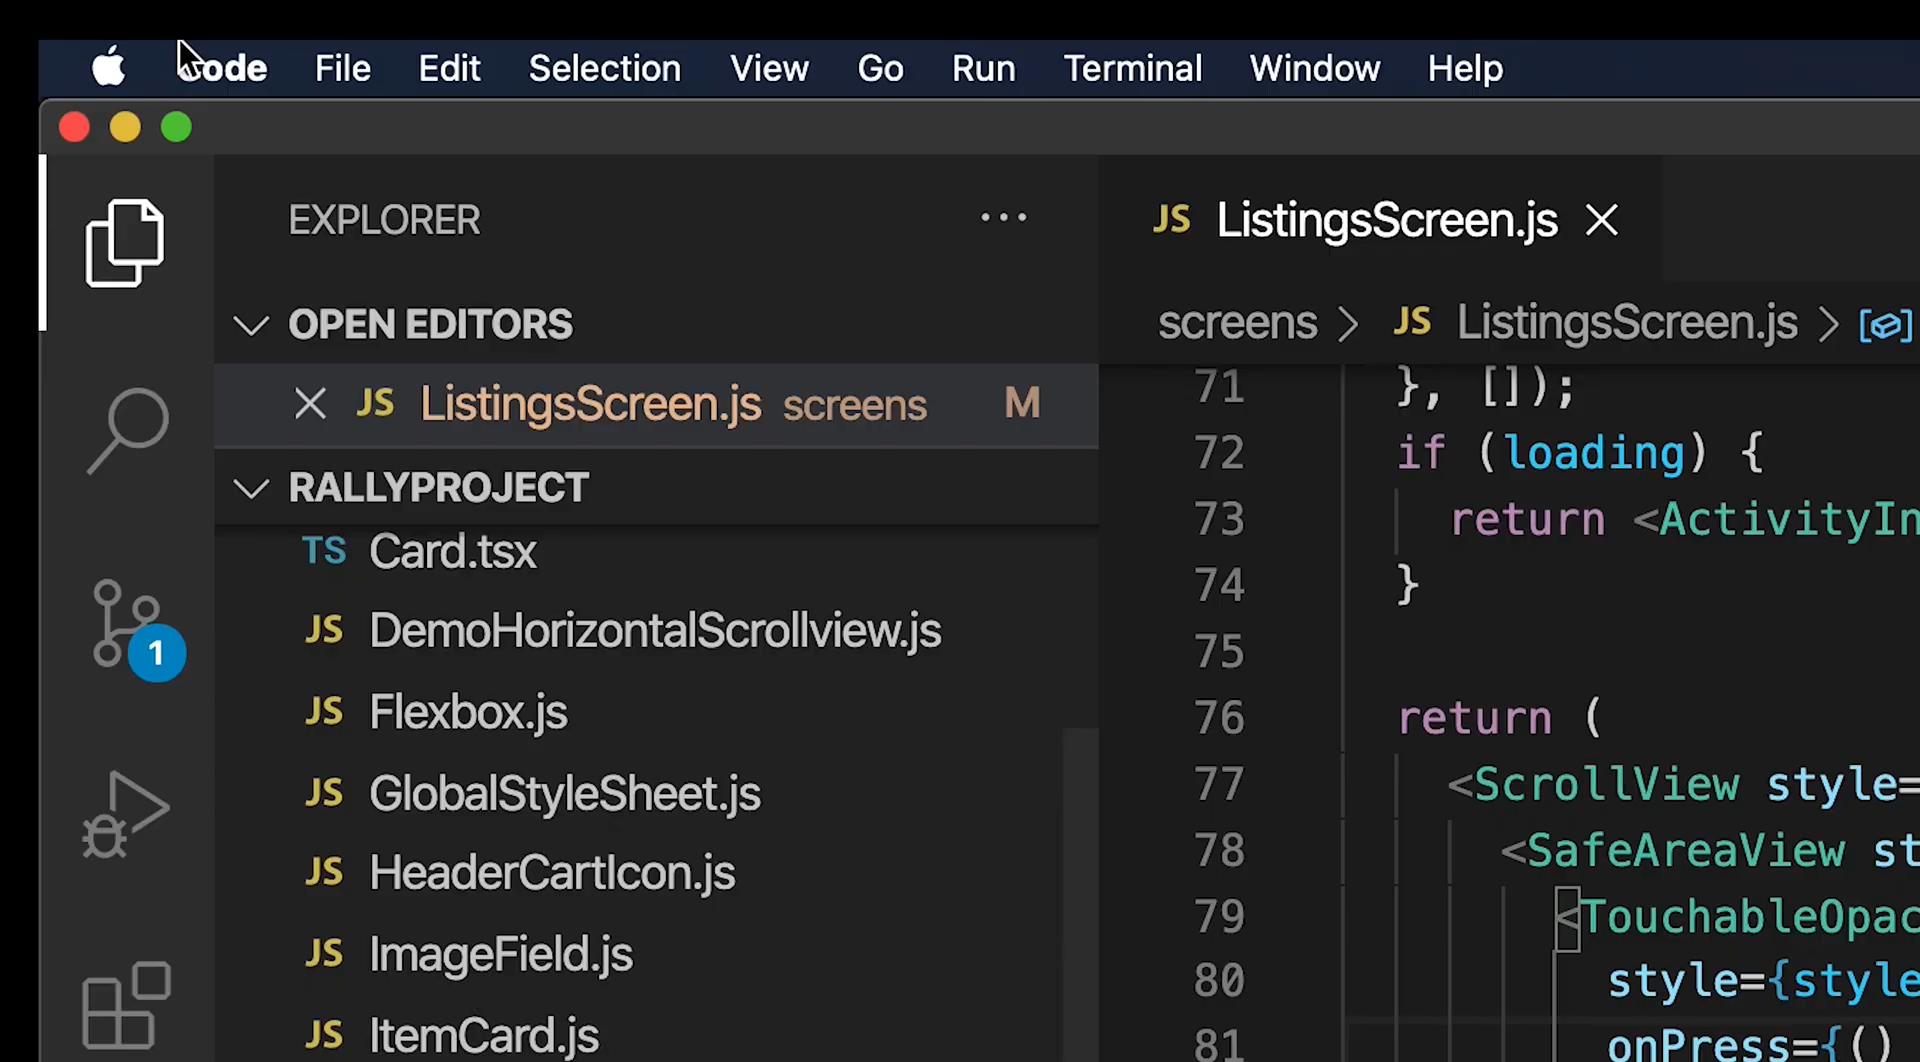 Code File Edit Selection View Go Run Terminal Window Help
EXPLORER ...
OPEN EDITORS
JS ListingsScreen.js screens M
RALLYPROJECT
TS Card.tsx
JS DemoHorizontalScrollview.js
JS Flexbox.js
JS GlobalStyleSheet.js
JS HeaderCartIcon.js
JS ImageField.js
JS ItemCard.js
1
JS ListingsScreen.js
screens > JS ListingsScreen.js >
71 }, []);
72 if (loading) {
73 return <ActivityIn
74 }
75
76 return (
77 <ScrollView style=
78 <SafeAreaView st
79 <TouchableOpac
80 style={style
81 onPress={()